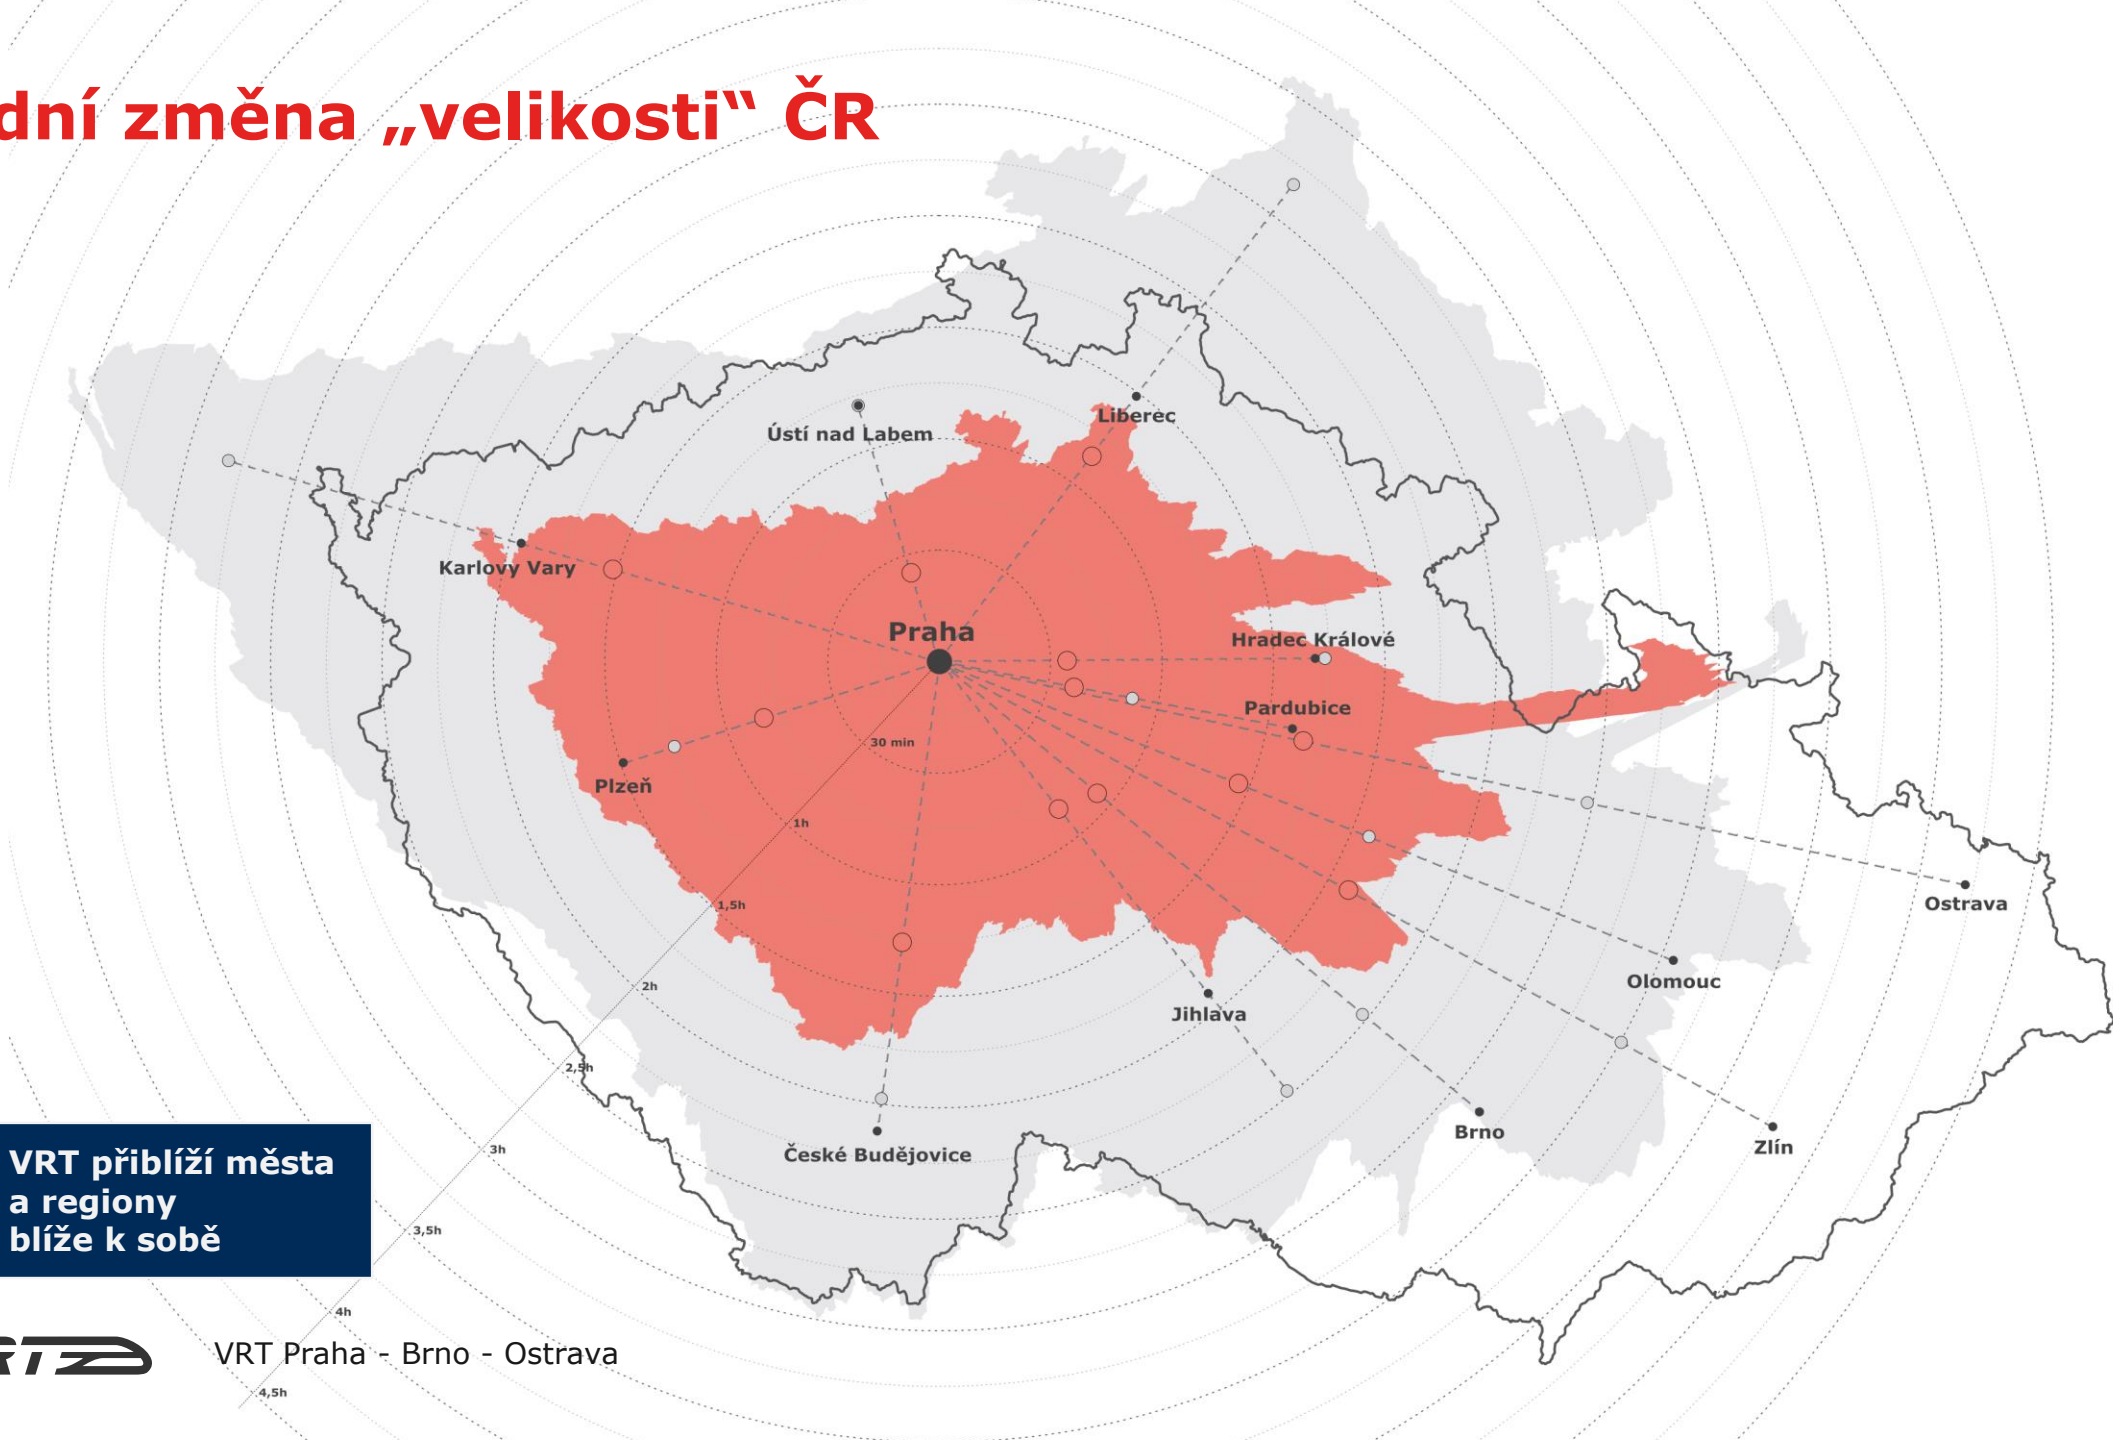 dní změna „velikosti“ ČR
Liberec
Ústí nad Labem
Karlovy Vary
Praha
Hradec Králové
Pardubice
30 min
Plzeň
1h
Ostrava
1,5h
Olomouc
2h
Jihlava
2,5h
Brno
Zlín
České Budějovice
3h
VRT přiblíží města
a regiony
blíže k sobě
3,5h
4h
RT
VRT Praha - Brno - Ostrava
4,5h